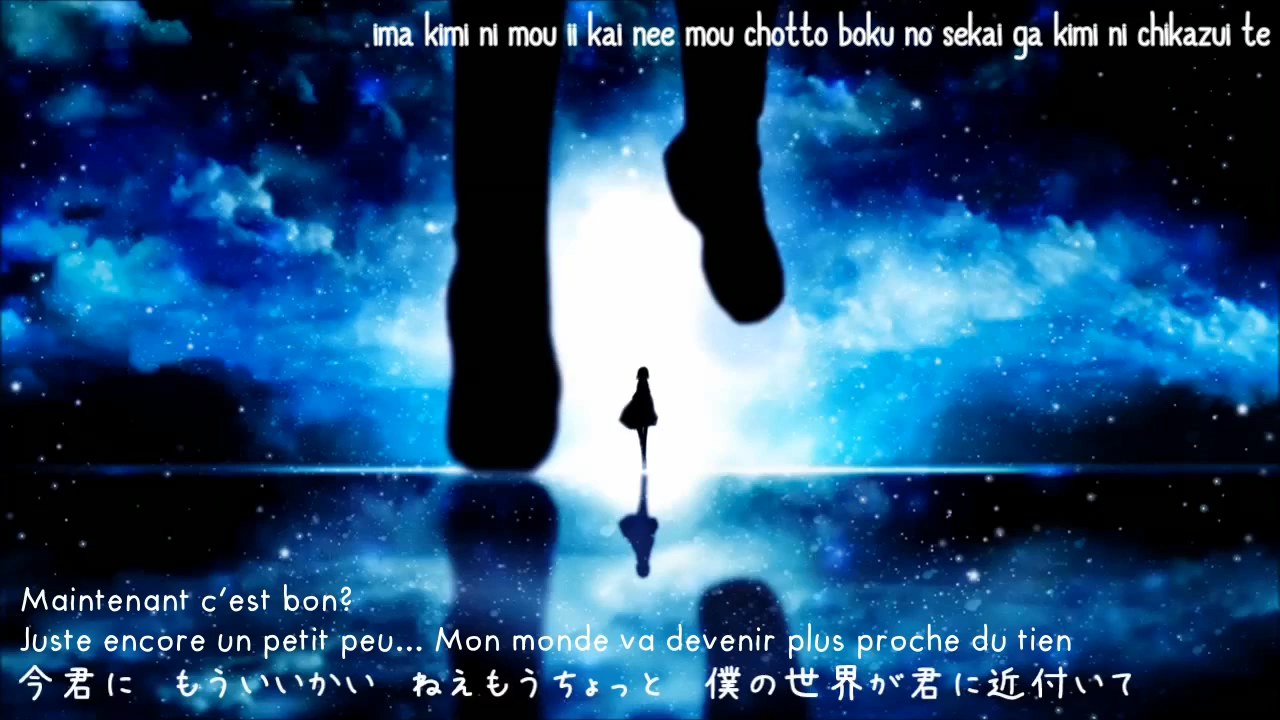 ima kimi ni mou ii kai nee mou chotto boku no sekai ga kimi ni chikazui te
Maintenant c'est bon?
Juste encore un petit peu... Mon monde va devenir plus proche du tien
今君に　もういいかい　ねえもうちょっと　僕の世界が君に近付いて